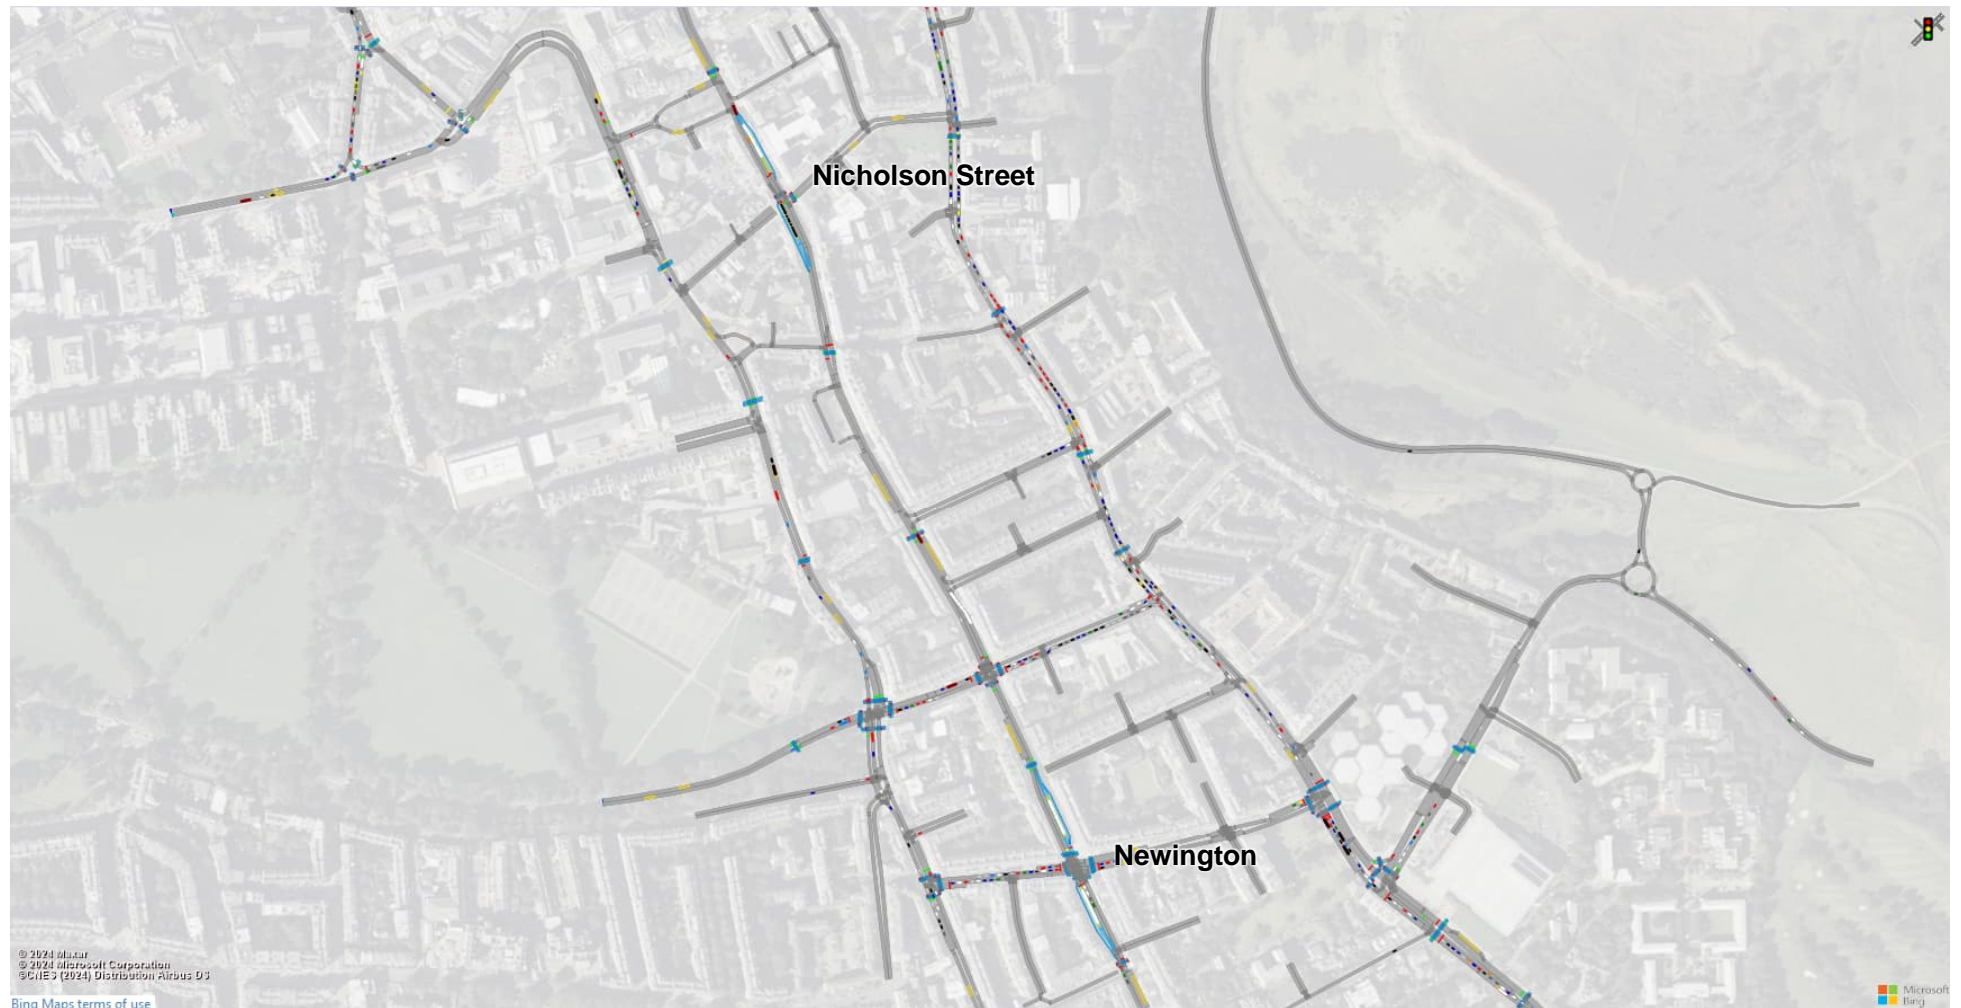 Nicholson Street
Newington
© 2024 Maxar
© 2024 Microsoft Corporation
©CNES (2024) Distribution Airbus DS
Bing Maps terms of use
Microsoft
Bing